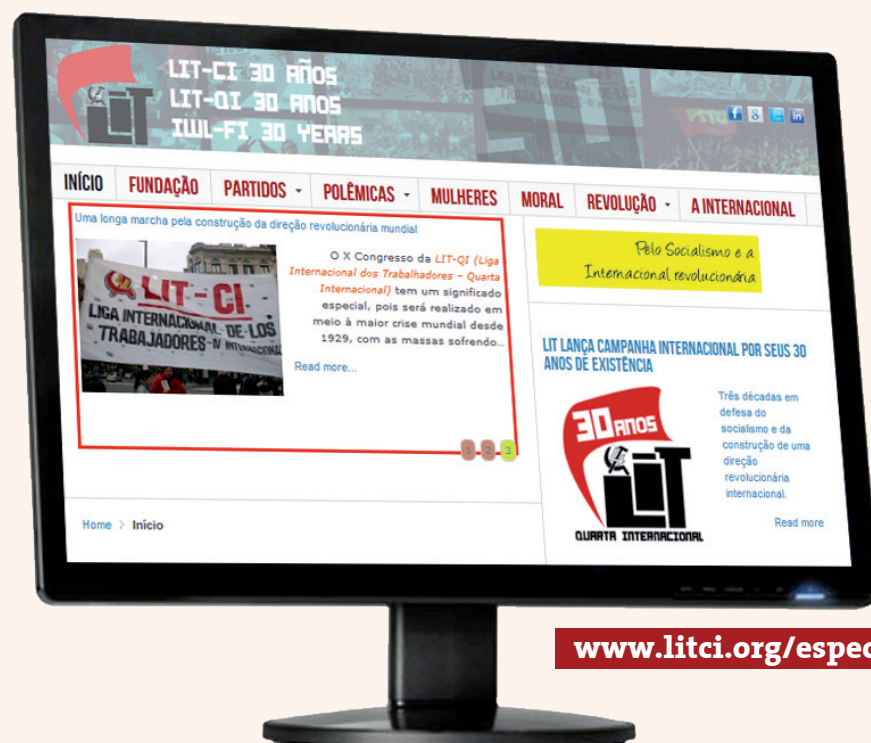 LIT-CI 30 AÑOS
LIT-QI 30 ANOS
IWL-FI 30 YEARS
INÍCIO FUNDAÇÃO PARTIDOS POLÊMICAS MULHERES MORAL REVOLUÇÃO A INTERNACIONAL
Uma longa marcha pela construção da direção revolucionária mundial
O X Congresso da LIT-QI (Liga
Internacional dos Trabalhadores – Quarta
Internacional) tem um significado
especial, pois será realizado em
meio à maior crise mundial desde
1929, com as massas sofrendo...
Read more...
LIT-CI
LIGA INTERNACIONAL DE LOS
TRABAJADORES-IV INTERNACIONAL
1 2 3
Home > Início
Pelo Socialismo e a
Internacional revolucionária
LIT LANÇA CAMPANHA INTERNACIONAL POR SEUS 30
ANOS DE EXISTÊNCIA
30 ANOS
LIT
QUARTA INTERNACIONAL
Três décadas em
defesa do
socialismo e da
construção de uma
direção
revolucionária
internacional.
Read more
www.litci.org/espec